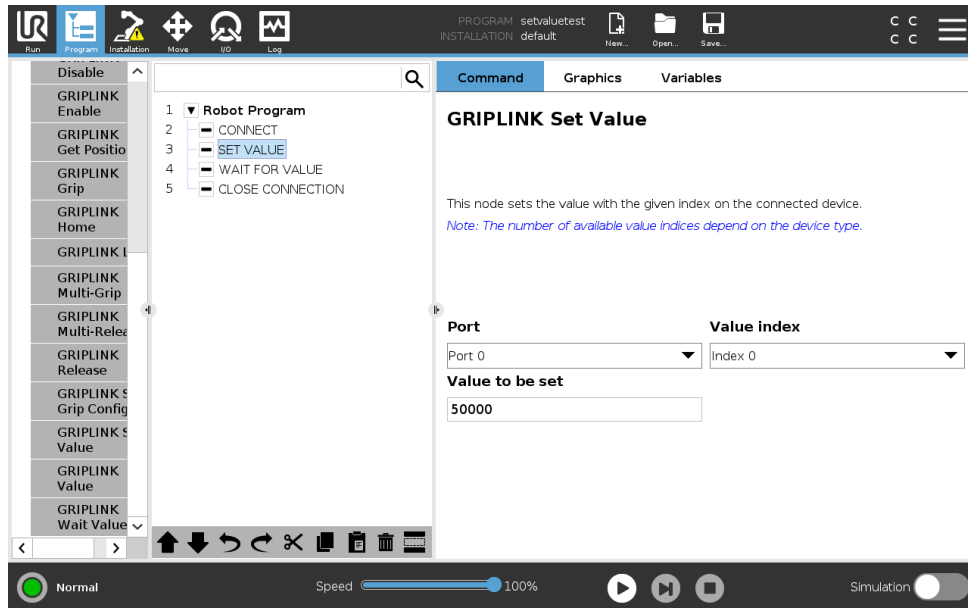 PROGRAM setvaluetest
INSTALLATION default
C C
C C
Run
Program
Installation
Move
I/O
Log
New...
Open...
Save...
Disable
GRIPLINK
Enable
GRIPLINK
Get Positio
GRIPLINK
Grip
GRIPLINK
Home
GRIPLINK L
GRIPLINK
Multi-Grip
GRIPLINK
Multi-Relea
GRIPLINK
Release
GRIPLINK S
Grip Config
GRIPLINK S
Value
GRIPLINK
Value
GRIPLINK
Wait Value
1 Robot Program
2 CONNECT
3 SET VALUE
4 WAIT FOR VALUE
5 CLOSE CONNECTION
Command Graphics Variables
GRIPLINK Set Value
This node sets the value with the given index on the connected device.
Note: The number of available value indices depend on the device type.
Port Value index
Port 0 Index 0
Value to be set
50000
Normal
Speed 100%
Simulation